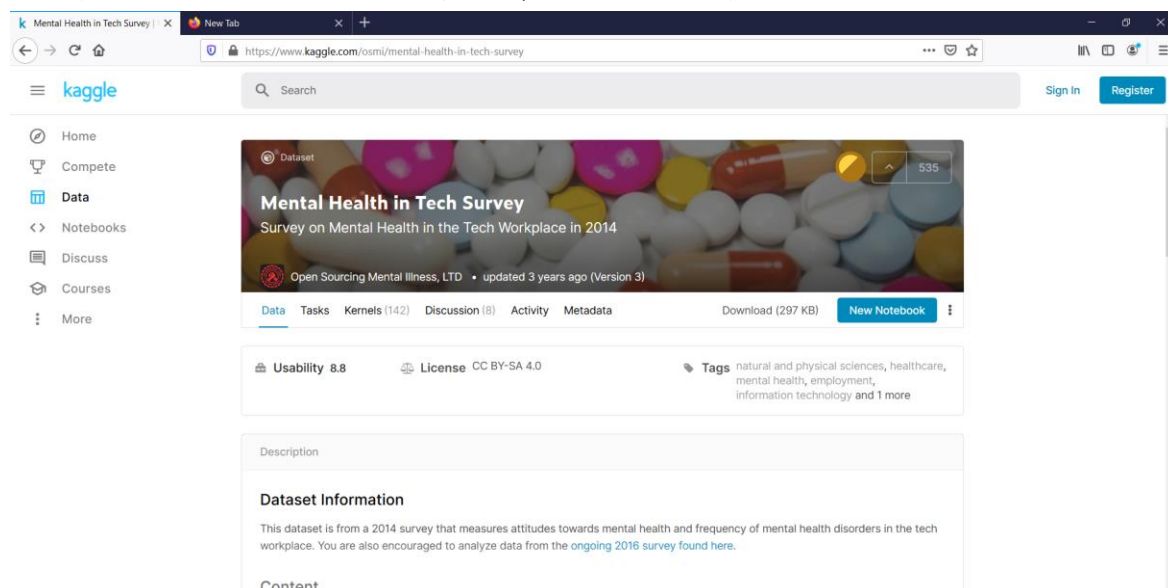 Mental Health in Tech Survey |
New Tab
https://www.kaggle.com/osmi/mental-health-in-tech-survey
kaggle
Search
Sign In
Register
Home
Compete
Data
Notebooks
Discuss
Courses
More
Dataset
535
Mental Health in Tech Survey
Survey on Mental Health in the Tech Workplace in 2014
Open Sourcing Mental Illness, LTD • updated 3 years ago (Version 3)
Data Tasks Kernels (142) Discussion (8) Activity Metadata Download (297 KB) New Notebook
Usability 8.8 License CC BY-SA 4.0 Tags natural and physical sciences, healthcare,
mental health, employment,
information technology and 1 more
Description
Dataset Information
This dataset is from a 2014 survey that measures attitudes towards mental health and frequency of mental health disorders in the tech
workplace. You are also encouraged to analyze data from the ongoing 2016 survey found here.
Content